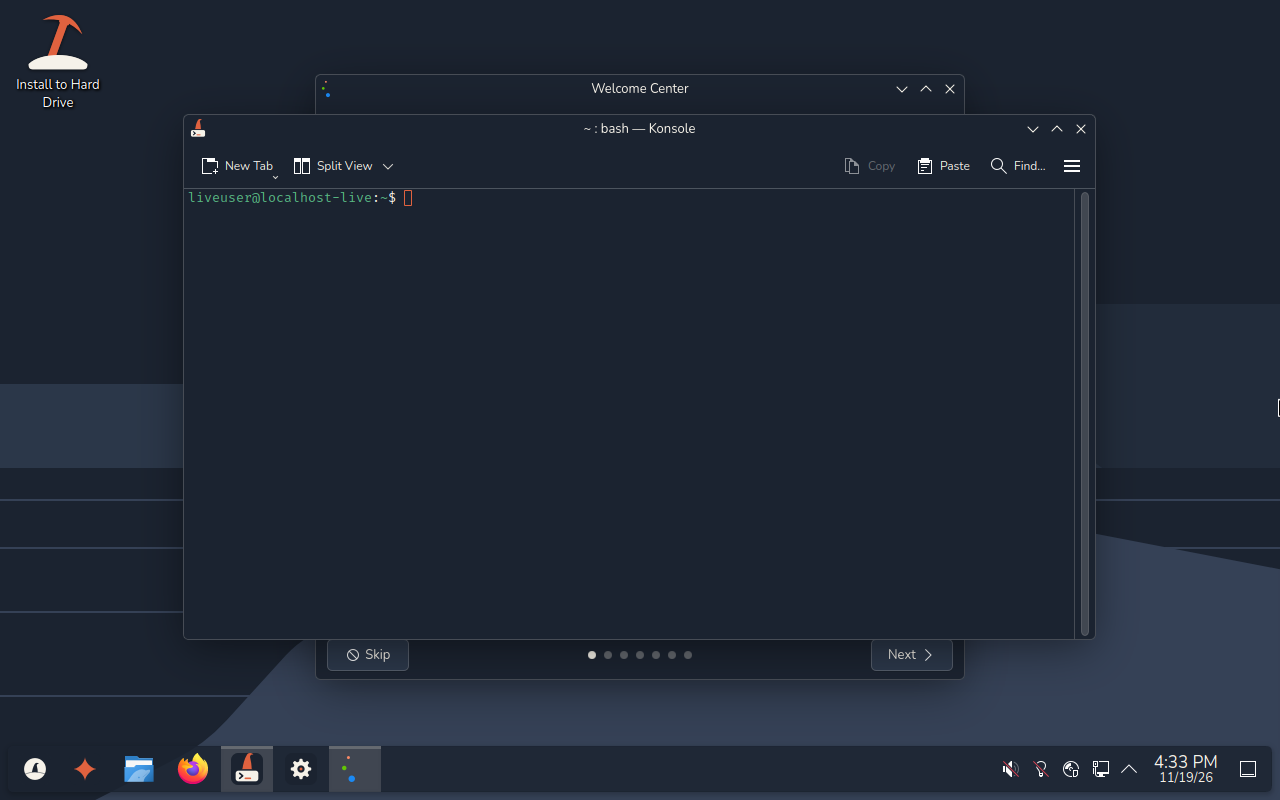 Install to Hard
Drive
Welcome Center
~ : bash — Konsole
New Tab
Split View
Copy
Paste
Find...
liveuser@localhost-live:~$
Skip
Next
4:33 PM
11/19/26